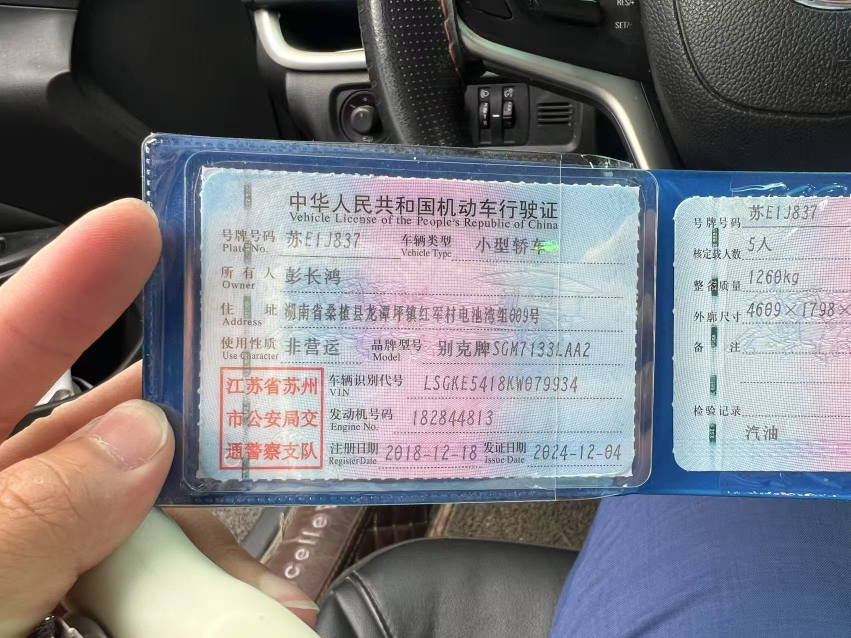 中华人民共和国机动车行驶证
Vehicle License of the People's Republic of China
号牌号码 苏E1J837 车辆类型 小型轿车
Plate No. Vehicle Type
所有人 彭长鸿
Owner
住址 湖南省桑植县龙潭坪镇红军村电池湾组009号
Address
使用性质 非营运 品牌型号 别克牌SGM7133LAA2
Use Character Model
江苏省苏州
市公安局交
通警察支队
车辆识别代号 LSGKE5418KW079934
VIN
发动机号码 182844813
Engine No.
注册日期 2018-12-18 发证日期 2024-12-04
Register Date Issue Date
号牌号码 苏E1J837
核定载人数 5人
整备质量 1260kg
外廓尺寸 4609×1798×
备注
检验记录
汽油
RES/+
SET/-